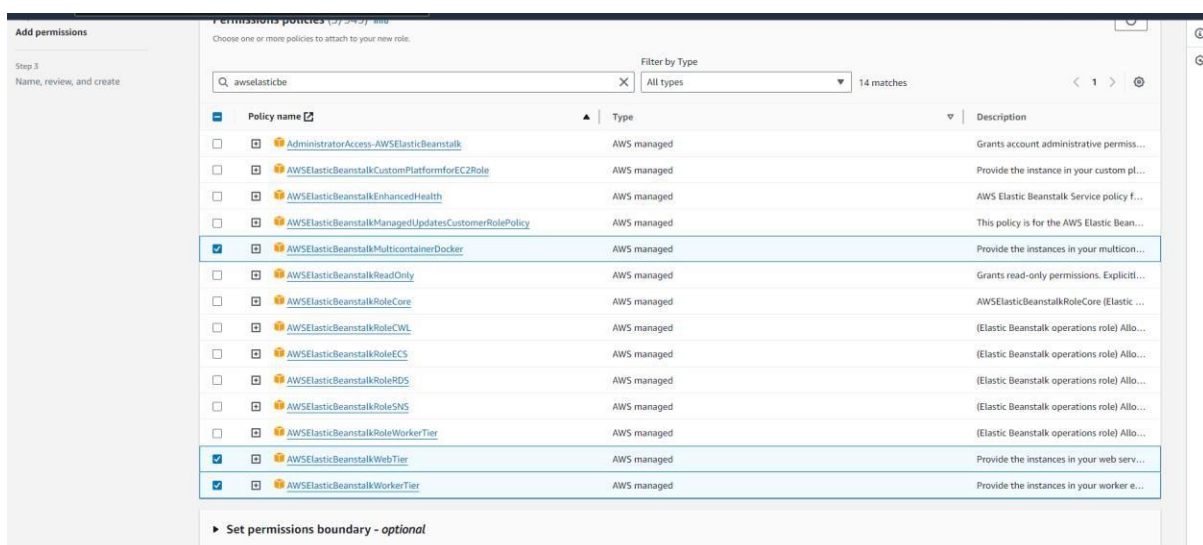 Add permissions
Step 3
Name, review, and create
Permissions policies (3/945) Info
Choose one or more policies to attach to your new role.
Filter by Type
awselasticbe
All types
14 matches
1
Policy name Type Description
AdministratorAccess-AWSElasticBeanstalk AWS managed Grants account administrative permiss...
AWSElasticBeanstalkCustomPlatformforEC2Role AWS managed Provide the instance in your custom pl...
AWSElasticBeanstalkEnhancedHealth AWS managed AWS Elastic Beanstalk Service policy f...
AWSElasticBeanstalkManagedUpdatesCustomerRolePolicy AWS managed This policy is for the AWS Elastic Bean...
AWSElasticBeanstalkMulticontainerDocker AWS managed Provide the instances in your multicon...
AWSElasticBeanstalkReadOnly AWS managed Grants read-only permissions. Explicitl...
AWSElasticBeanstalkRoleCore AWS managed AWSElasticBeanstalkRoleCore (Elastic ...
AWSElasticBeanstalkRoleCWL AWS managed (Elastic Beanstalk operations role) Allo...
AWSElasticBeanstalkRoleECS AWS managed (Elastic Beanstalk operations role) Allo...
AWSElasticBeanstalkRoleRDS AWS managed (Elastic Beanstalk operations role) Allo...
AWSElasticBeanstalkRoleSNS AWS managed (Elastic Beanstalk operations role) Allo...
AWSElasticBeanstalkRoleWorkerTier AWS managed (Elastic Beanstalk operations role) Allo...
AWSElasticBeanstalkWebTier AWS managed Provide the instances in your web serv...
AWSElasticBeanstalkWorkerTier AWS managed Provide the instances in your worker e...
Set permissions boundary - optional